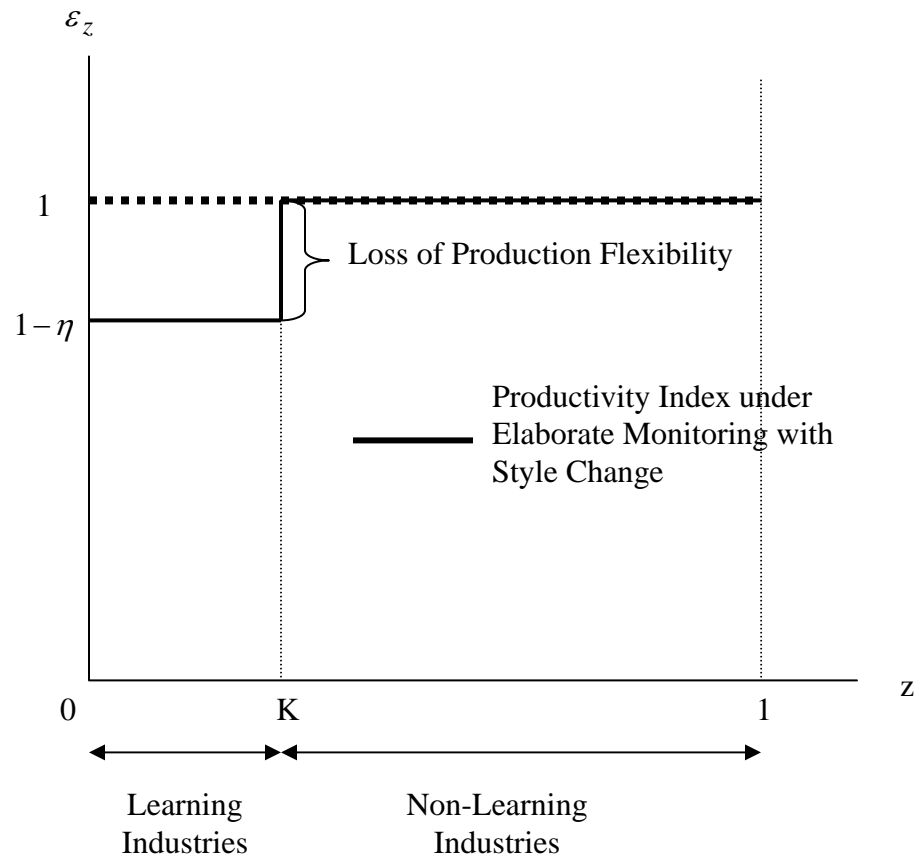 ε_z
1
Loss of Production Flexibility
1−η
Productivity Index under
Elaborate Monitoring with
Style Change
z
0 K 1
Learning
Industries
Non-Learning
Industries